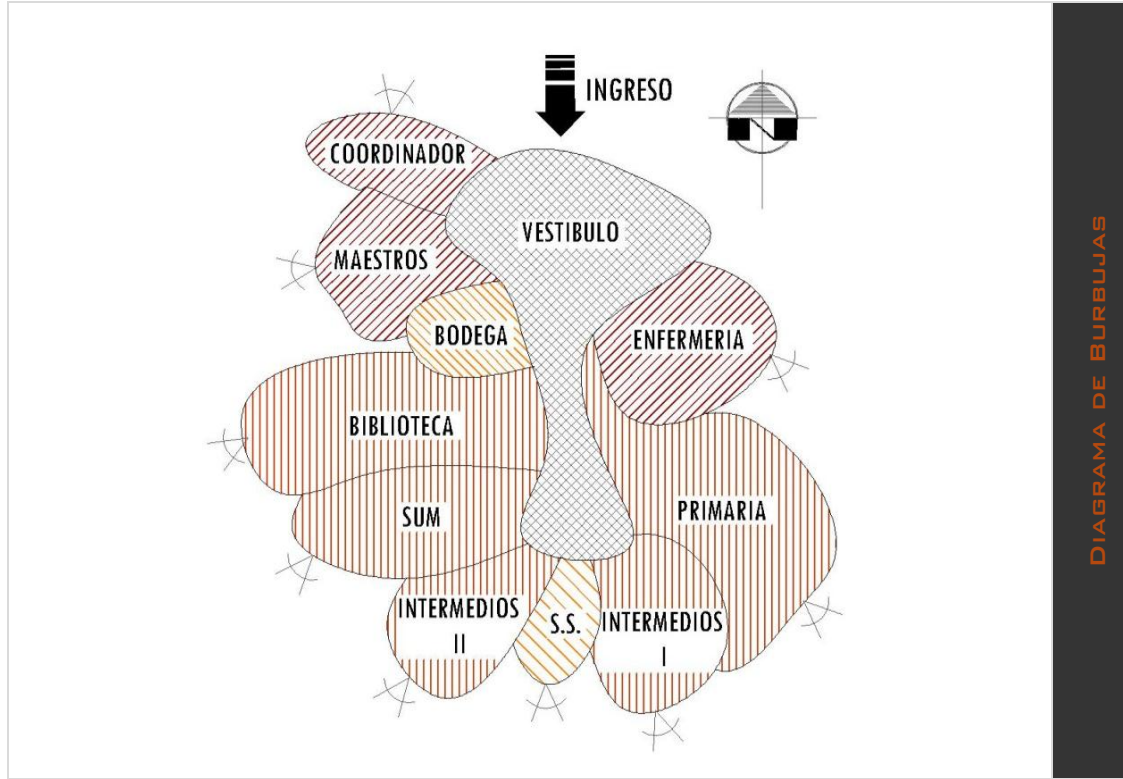 INGRESO
COORDINADOR
VESTIBULO
MAESTROS
BODEGA
ENFERMERIA
BIBLIOTECA
SUM
PRIMARIA
INTERMEDIOS
II
S.S.
INTERMEDIOS
I
N
DIAGRAMA DE BURBUJAS